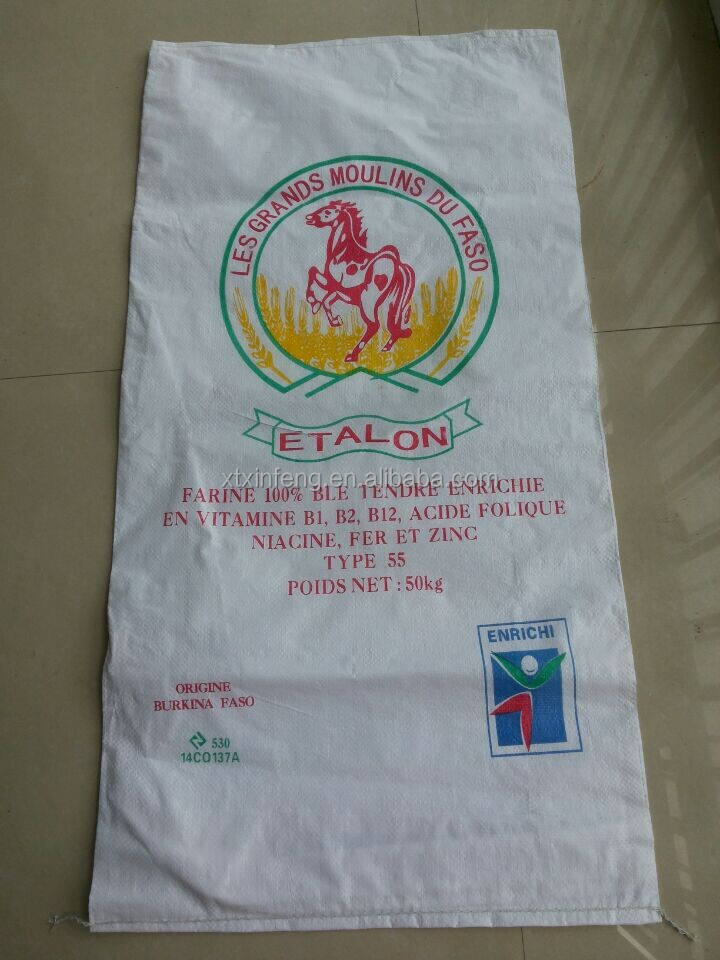 LES GRANDS MOULINS DU FASO
ETALON
xtxinfeng.en.alibaba.com
FARINE 100% BLE TENDRE ENRICHIE
EN VITAMINE B1, B2, B12, ACIDE FOLIQUE
NIACINE, FER ET ZINC
TYPE 55
POIDS NET : 50kg
ENRICHI
ORIGINE
BURKINA FASO
530
14CO137A